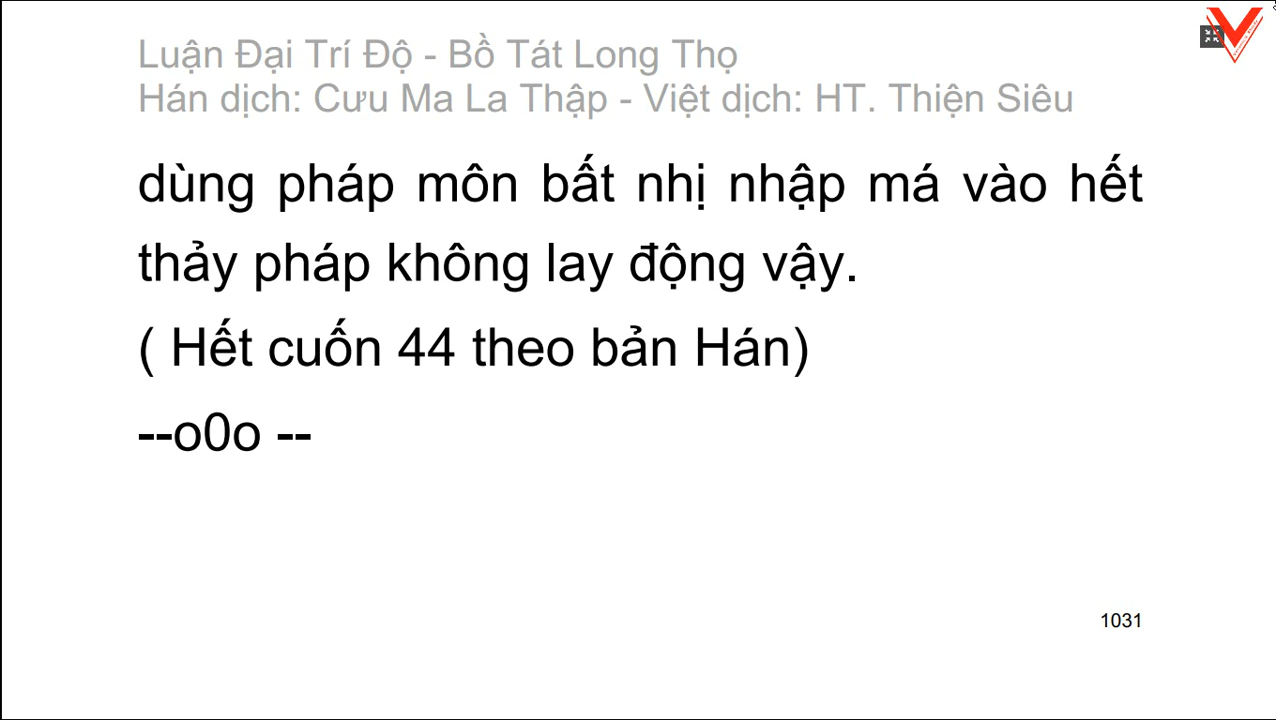 Luận Đại Trí Độ - Bồ Tát Long Thọ
Hán dịch: Cưu Ma La Thập - Việt dịch: HT. Thiện Siêu
dùng pháp môn bất nhị nhập má vào hết
thảy pháp không lay động vậy.
( Hết cuốn 44 theo bản Hán)
--o0o --
1031